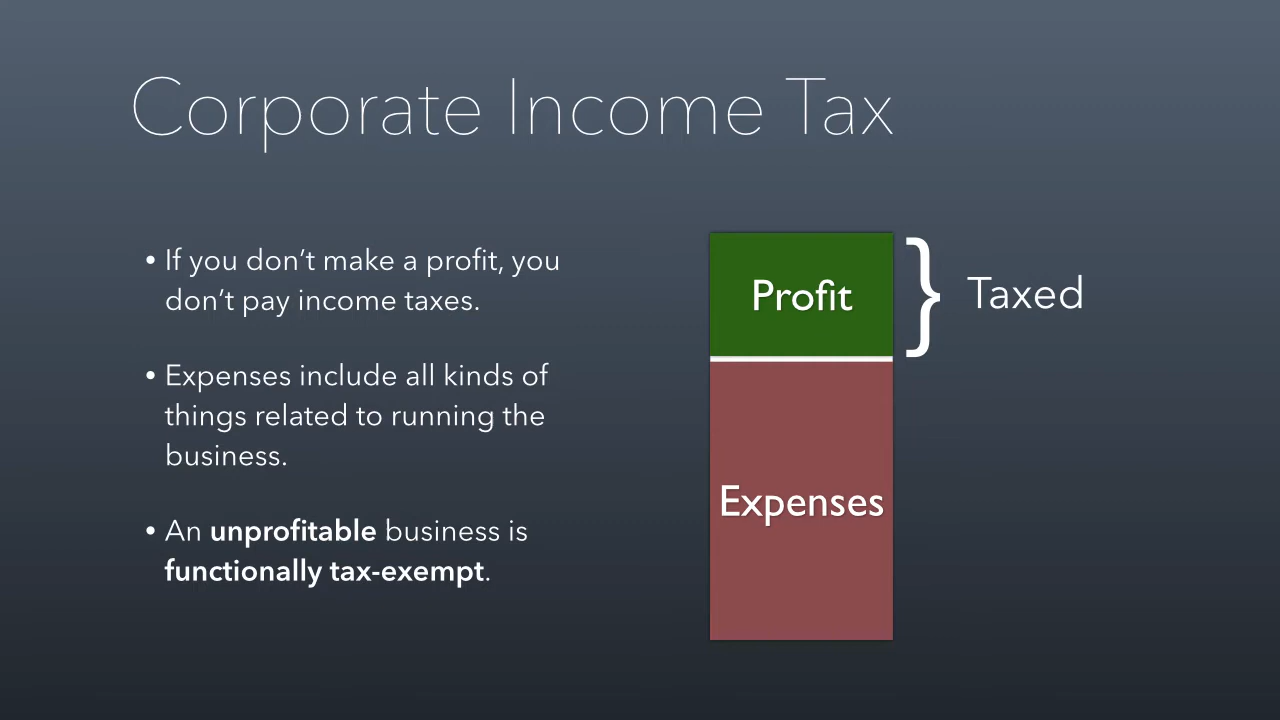 Corporate Income Tax
• If you don’t make a profit, you
don’t pay income taxes.
• Expenses include all kinds of
things related to running the
business.
• An unprofitable business is
functionally tax-exempt.
Profit
} Taxed
Expenses